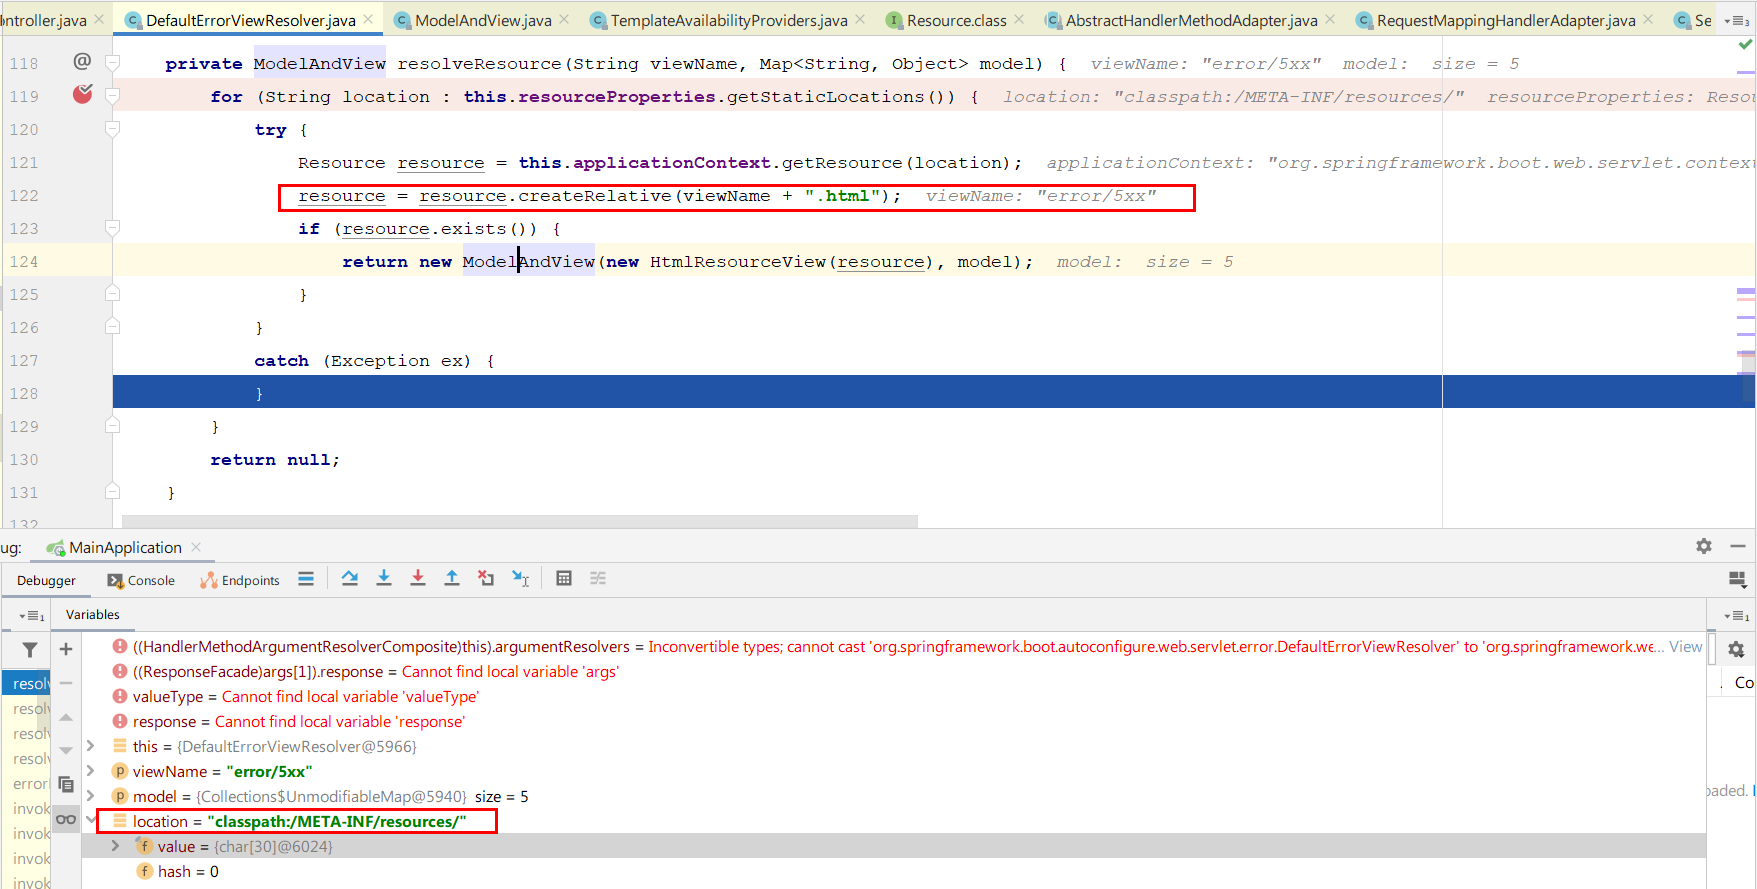 ntroller.java DefaultErrorViewResolver.java ModelAndView.java TemplateAvailabilityProviders.java Resource.class AbstractHandlerMethodAdapter.java RequestMappingHandlerAdapter.java Se
118 @ private ModelAndView resolveResource(String viewName, Map<String, Object> model) { viewName: "error/5xx" model: size = 5
119 for (String location : this.resourceProperties.getStaticLocations()) { location: "classpath:/META-INF/resources/" resourceProperties: Resou
120 try {
121 Resource resource = this.applicationContext.getResource(location); applicationContext: "org.springframework.boot.web.servlet.context
122 resource = resource.createRelative(viewName + ".html"); viewName: "error/5xx"
123 if (resource.exists()) {
124 return new ModelAndView(new HtmlResourceView(resource), model); model: size = 5
125 }
126 }
127 catch (Exception ex) {
128 }
129 }
130 return null;
131 }
132
ug: MainApplication
Debugger Console Endpoints
Variables
((HandlerMethodArgumentResolverComposite)this).argumentResolvers = Inconvertible types; cannot cast 'org.springframework.boot.autoconfigure.web.servlet.error.DefaultErrorViewResolver' to 'org.springframework.we... View
((ResponseFacade)args[1]).response = Cannot find local variable 'args'
resolv valueType = Cannot find local variable 'valueType' Co
resolv response = Cannot find local variable 'response'
resolv this = {DefaultErrorViewResolver@5966}
resolv viewName = "error/5xx"
errorl model = {Collections$UnmodifiableMap@5940} size = 5 oaded.
invok location = "classpath:/META-INF/resources/"
invok value = {char[30]@6024}
invok hash = 0
invok